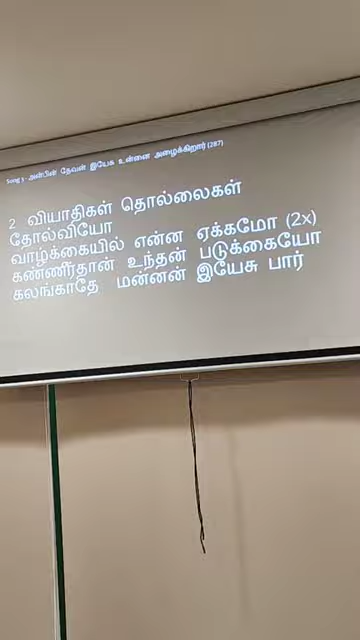 Song 3 - அன்பின் தேவன் இயேசு உன்னை அழைக்கிறார் (287)
2 வியாதிகள் தொல்லைகள்
தோல்வியோ
வாழ்க்கையில் என்ன ஏக்கமோ (2x)
கண்ணீர்தான் உந்தன் படுக்கையோ
கலங்காதே மன்னன் இயேசு பார்